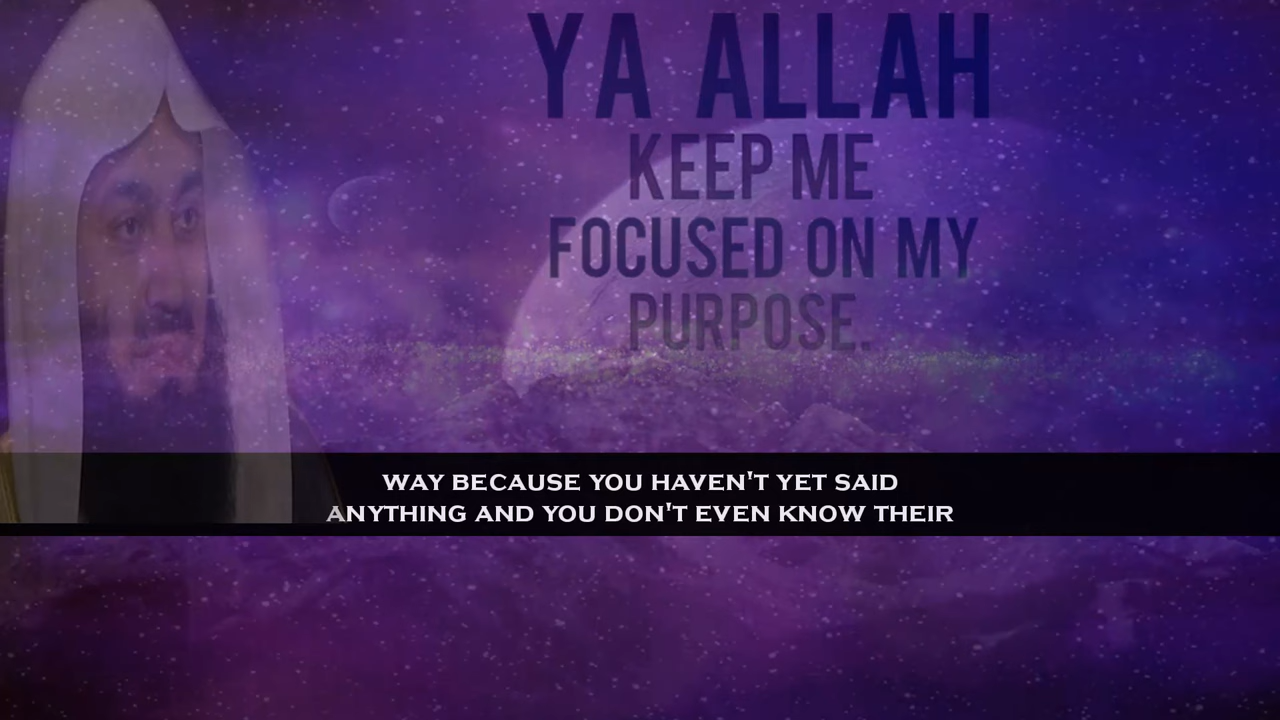 YA ALLAH
KEEP ME
FOCUSED ON MY
PURPOSE.
WAY BECAUSE YOU HAVEN'T YET SAID
ANYTHING AND YOU DON'T EVEN KNOW THEIR